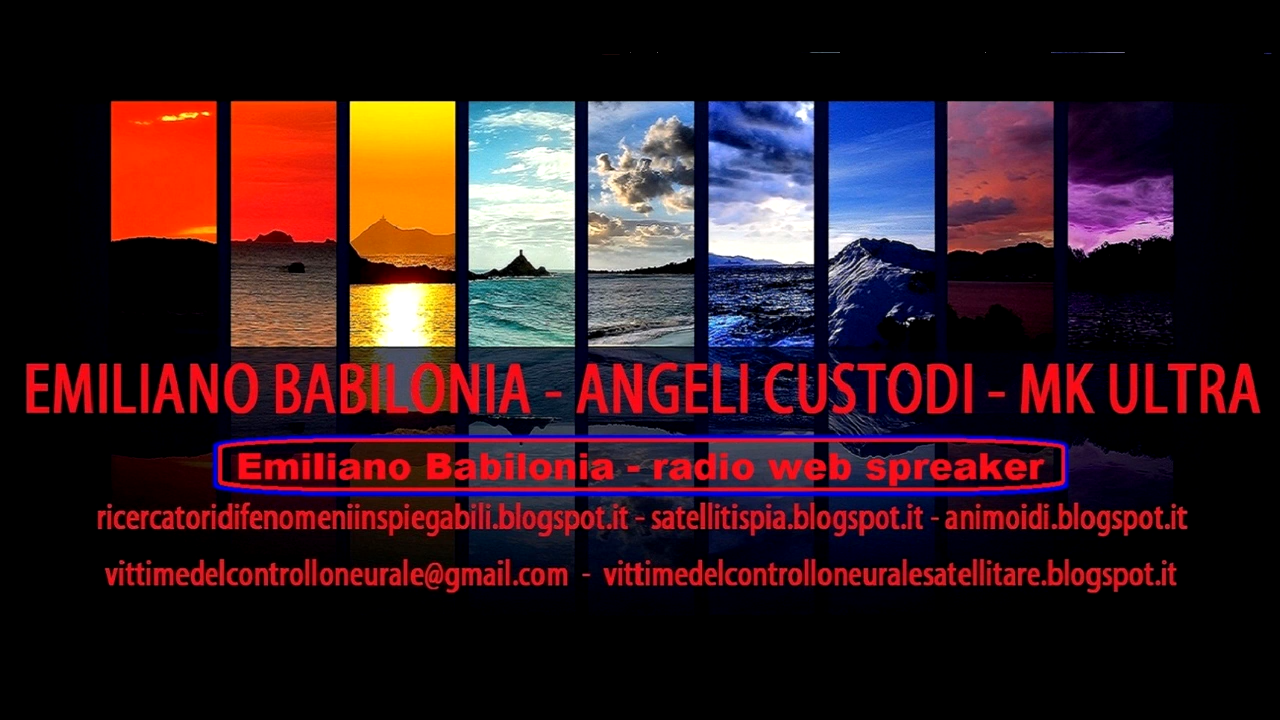 EMILIANO BABILONIA - ANGELI CUSTODI - MK ULTRA
Emiliano Babilonia - radio web spreaker
ricercatoridifenomeniinspiegabili.blogspot.it - satellitispia.blogspot.it - animoidi.blogspot.it
vittimedelcontrolloneurale@gmail.com - vittimedelcontrolloneuralesatellitare.blogspot.it